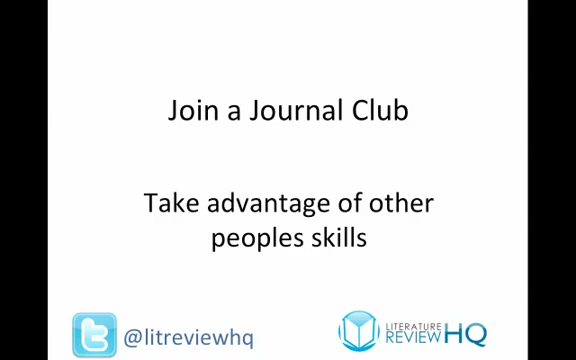 Join a Journal Club
Take advantage of other
peoples skills
@litreviewhq
LITERATURE
REVIEW HQ